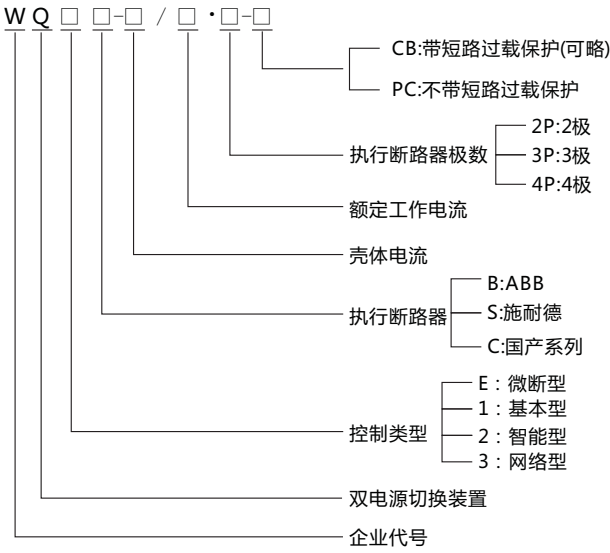 WQ□ □-□ / □·□-□
CB:带短路过载保护(可略)
PC:不带短路过载保护
2P:2极
执行断路器极数
3P:3极
4P:4极
额定工作电流
壳体电流
B:ABB
执行断路器
S:施耐德
C:国产系列
E：微断型
1：基本型
控制类型
2：智能型
3：网络型
双电源切换装置
企业代号